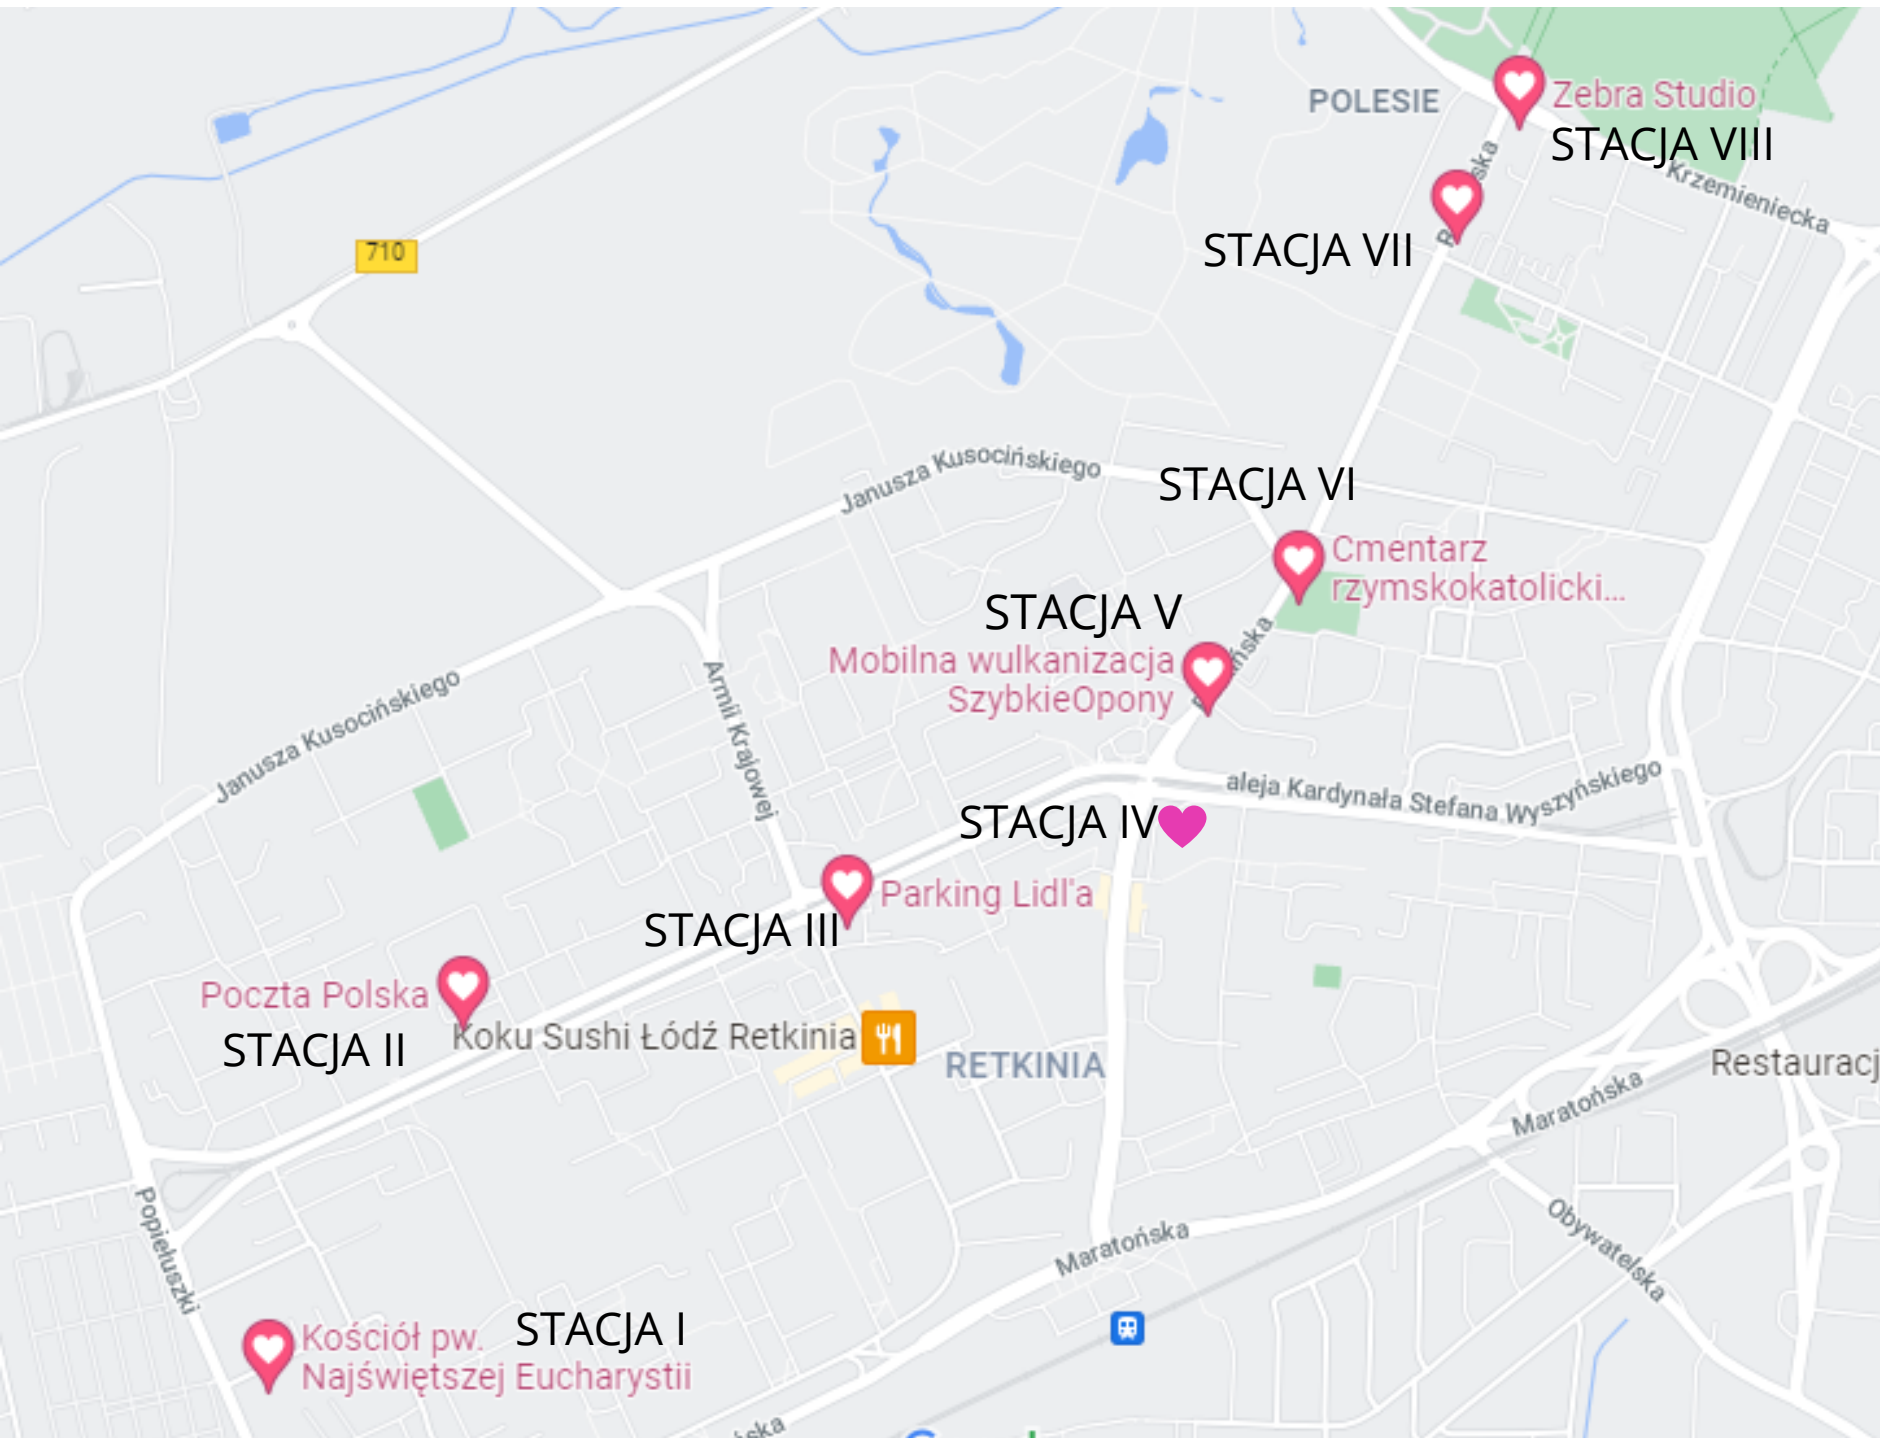 POLESIE
Zebra Studio
STACJA VIII
Krzemieniecka
STACJA VII
710
Janusza Kusocińskiego
STACJA VI
Cmentarz
rzymskokatolicki...
STACJA V
Mobilna wulkanizacja
SzybkieOpony
Armii Krajowej
Janusza Kusocińskiego
aleja Kardynała Stefana Wyszyńskiego
STACJA IV
Parking Lidl'a
STACJA III
Poczta Polska
STACJA II
Koku Sushi Łódź Retkinia
RETKINIA
Restauracj
Maratońska
Popiełuszki
Maratońska
Obywatelska
STACJA I
Kościół pw.
Najświętszej Eucharystii